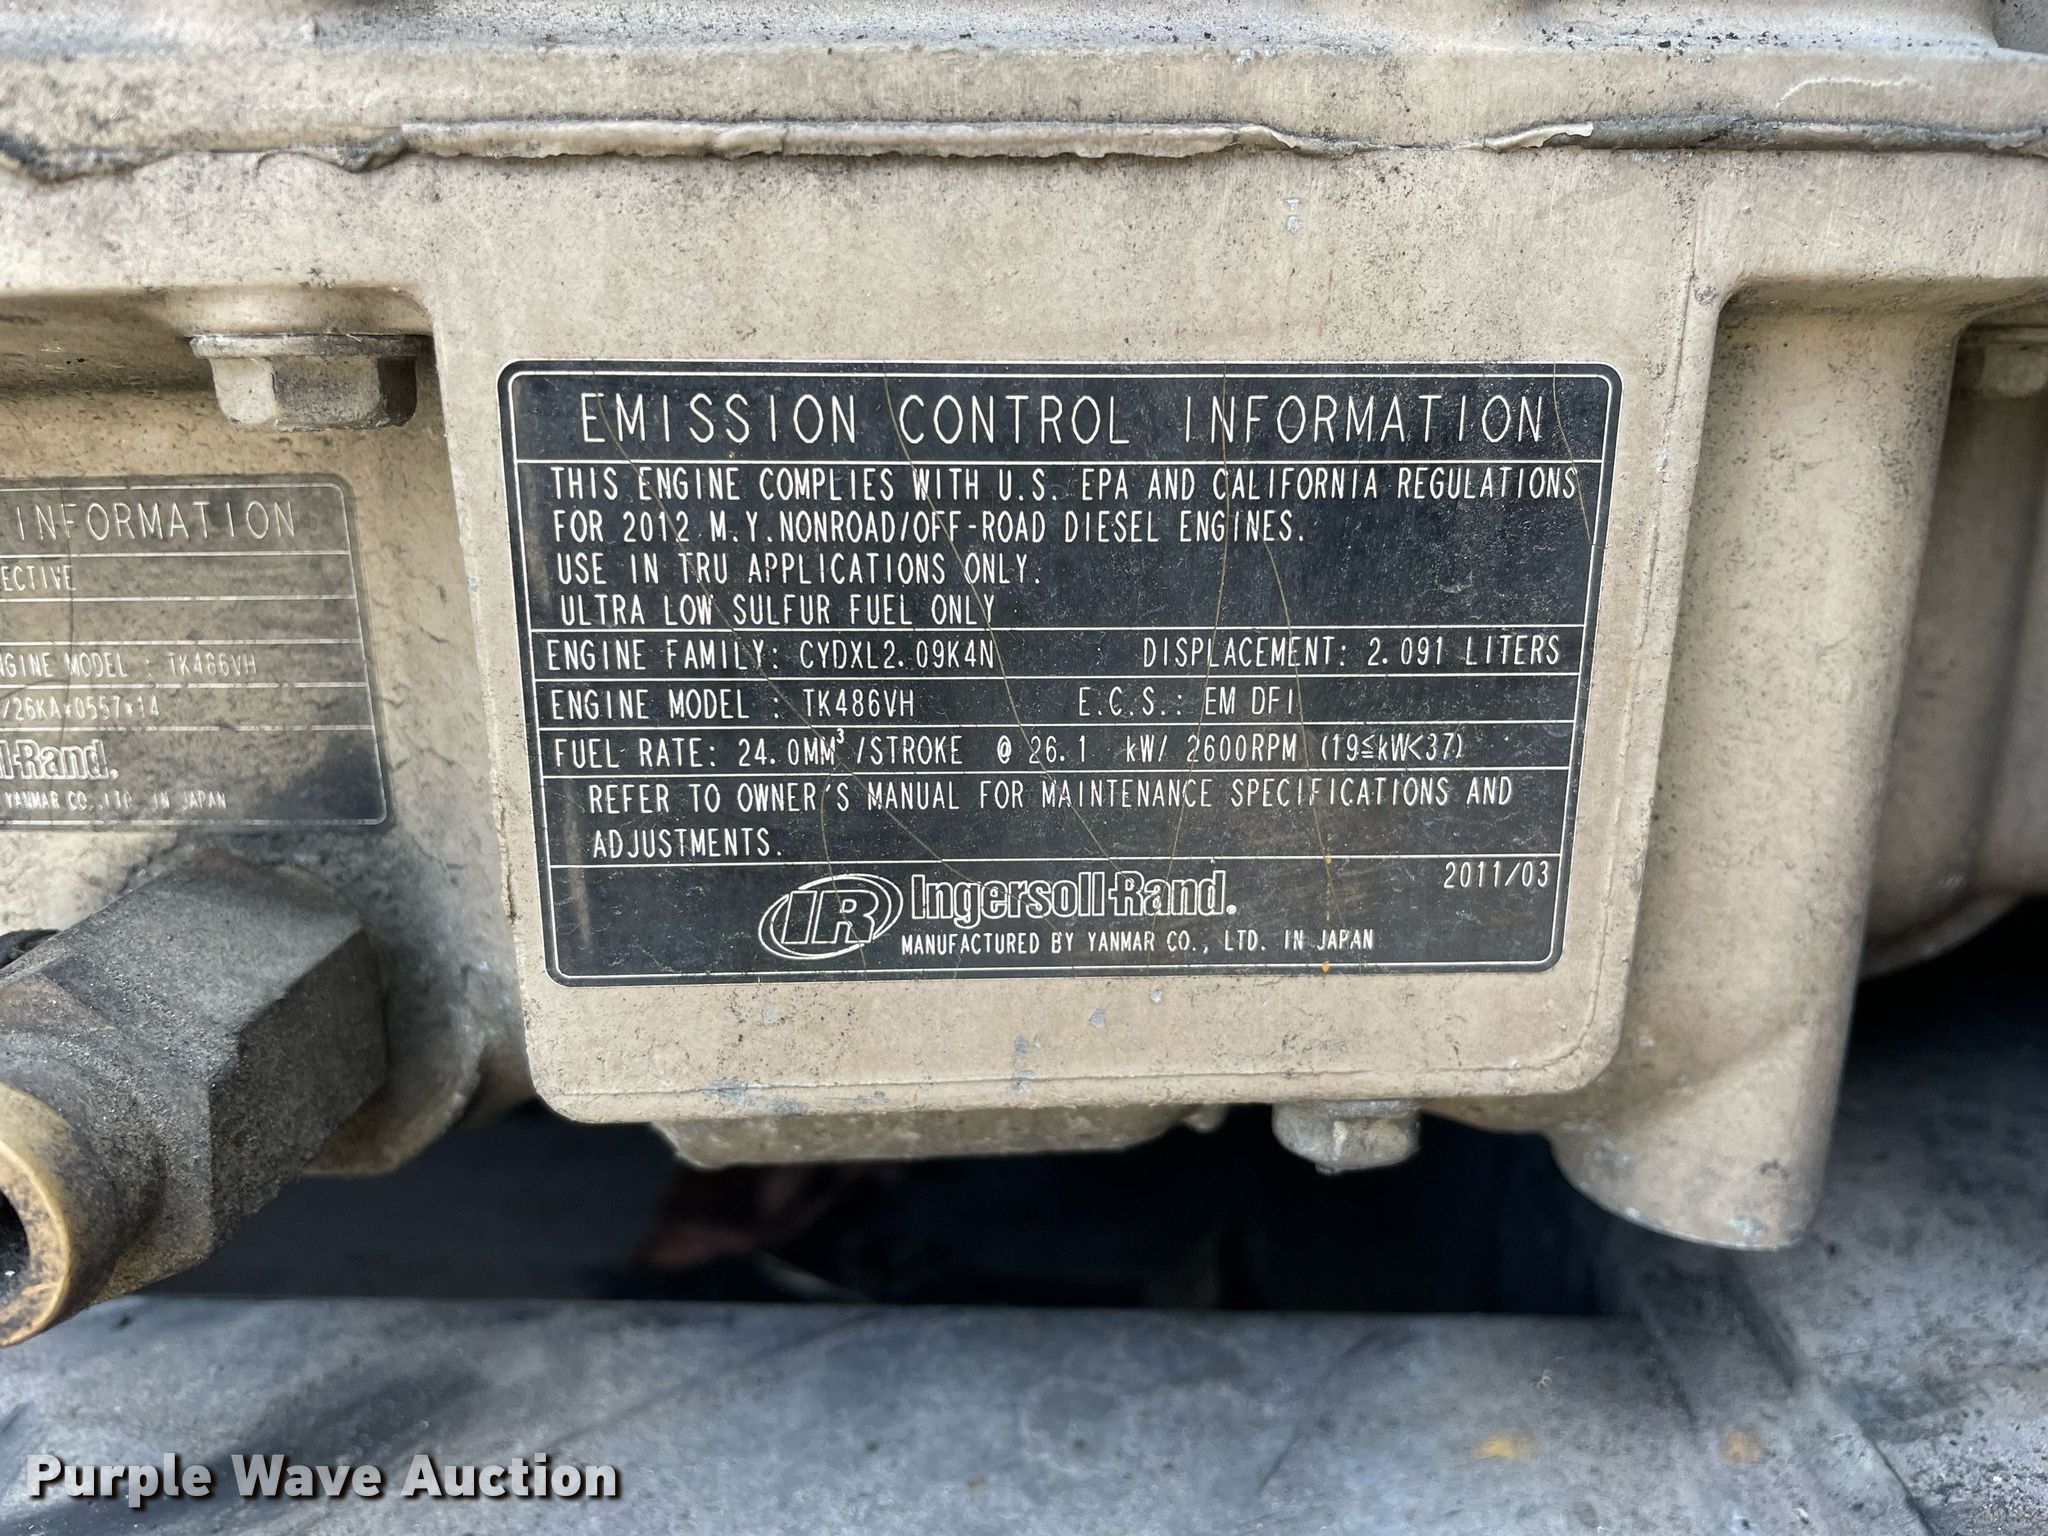 INFORMATION
ECTIVE
NGINE MODEL : TK486VH
/26KA*0557*14
l-Rand.
YANMAR CO.,LTD. IN JAPAN
EMISSION CONTROL INFORMATION
THIS ENGINE COMPLIES WITH U.S. EPA AND CALIFORNIA REGULATIONS
FOR 2012 M.Y.NONROAD/OFF-ROAD DIESEL ENGINES.
USE IN TRU APPLICATIONS ONLY.
ULTRA LOW SULFUR FUEL ONLY
ENGINE FAMILY: CYDXL2.09K4N DISPLACEMENT: 2.091 LITERS
ENGINE MODEL : TK486VH E.C.S.: EM DFI
FUEL RATE: 24.0MM³/STROKE @ 26.1 kW/ 2600RPM (19≦kW<37)
REFER TO OWNER'S MANUAL FOR MAINTENANCE SPECIFICATIONS AND
ADJUSTMENTS.
2011/03
IR Ingersoll-Rand.
MANUFACTURED BY YANMAR CO., LTD. IN JAPAN
Purple Wave Auction